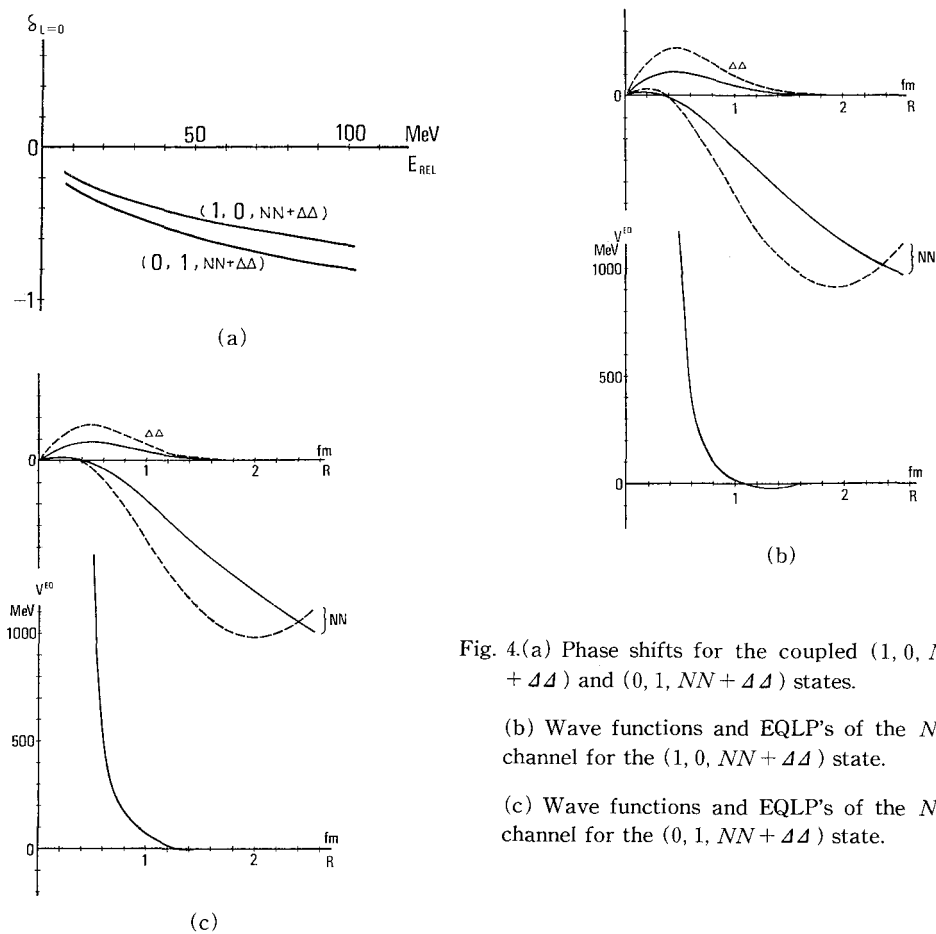 δL=0
50
100
MeV
0
E REL
(1, 0, NN+ΔΔ)
(0, 1, NN+ΔΔ)
−1
(a)
ΔΔ
fm
0
1
2
R
V^EQ
MeV
1000
} NN
500
fm
0
1
2
R
(b)
ΔΔ
fm
0
1
2
R
V^EQ
MeV
1000
} NN
500
fm
0
1
2
R
(c)
Fig. 4.(a) Phase shifts for the coupled (1, 0, N
+ΔΔ) and (0, 1, NN+ΔΔ) states.
(b) Wave functions and EQLP's of the N
channel for the (1, 0, NN+ΔΔ) state.
(c) Wave functions and EQLP's of the N
channel for the (0, 1, NN+ΔΔ) state.